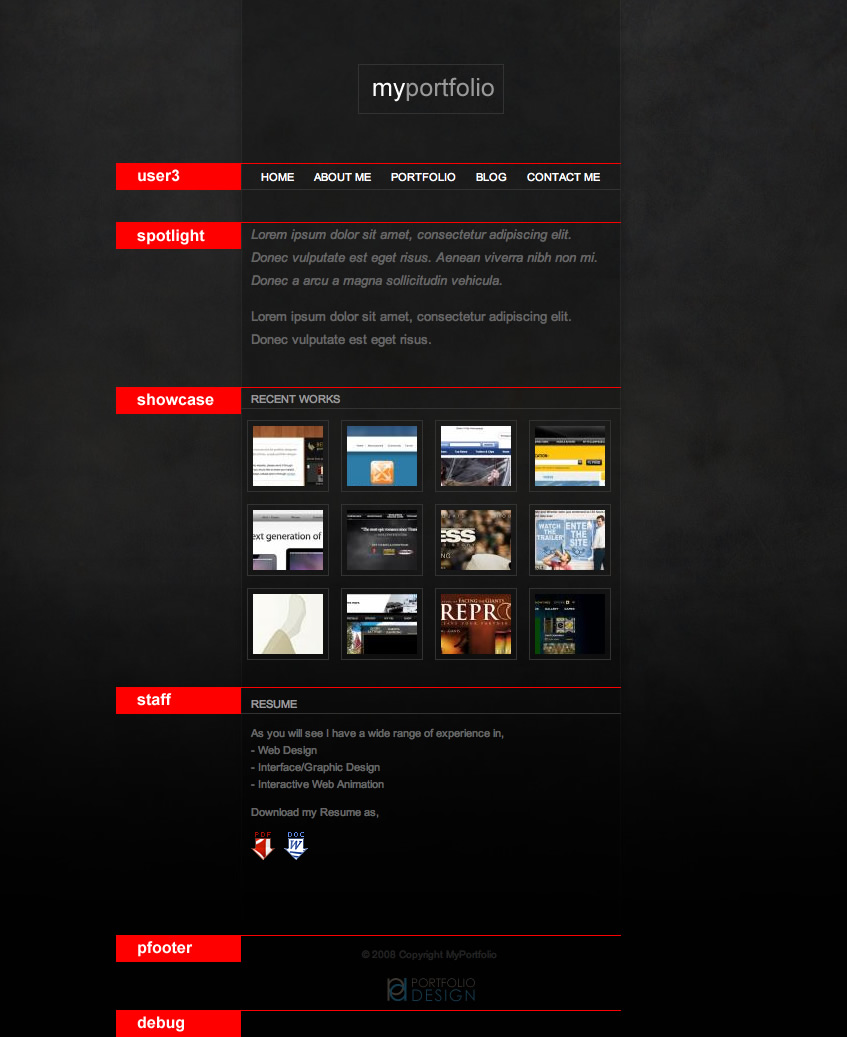 myportfolio
user3
HOME ABOUT ME PORTFOLIO BLOG CONTACT ME
spotlight
Lorem ipsum dolor sit amet, consectetur adipiscing elit.
Donec vulputate est eget risus. Aenean viverra nibh non mi.
Donec a arcu a magna sollicitudin vehicula.
Lorem ipsum dolor sit amet, consectetur adipiscing elit.
Donec vulputate est eget risus.
showcase
RECENT WORKS
ext generation of
ESS
WATCH THE TRAILER
ENTER THE SITE
FACING THE GIANTS
REPRO
staff
RESUME
As you will see I have a wide range of experience in,
- Web Design
- Interface/Graphic Design
- Interactive Web Animation
Download my Resume as,
PDF DOC
W
pfooter
© 2008 Copyright MyPortfolio
PORTFOLIO
DESIGN
debug